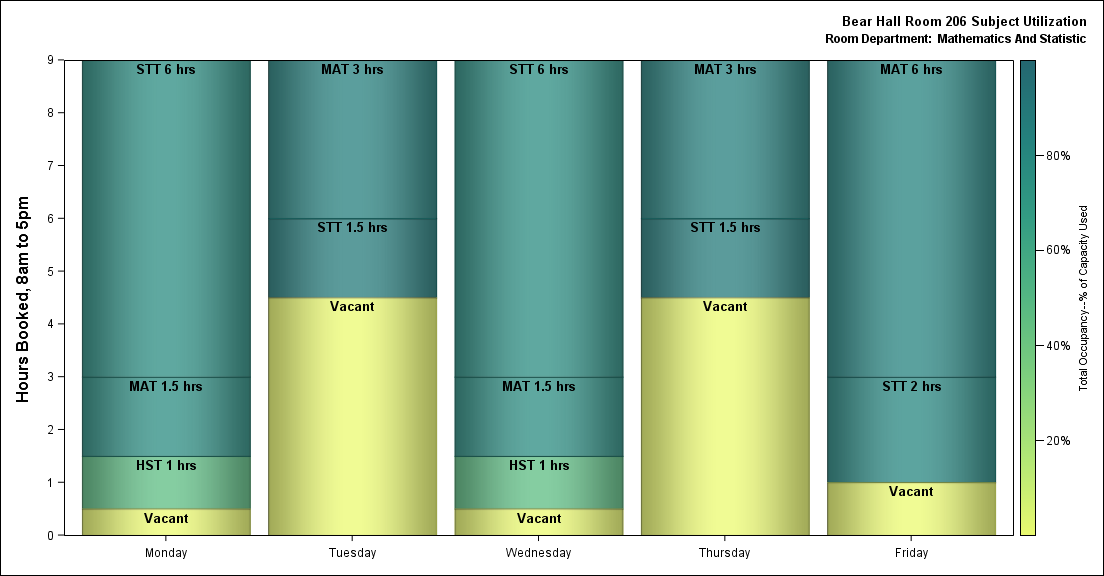 Bear Hall Room 206 Subject Utilization
Room Department: Mathematics And Statistic
Hours Booked, 8am to 5pm
9
8
7
6
5
4
3
2
1
0
STT 6 hrs
MAT 1.5 hrs
HST 1 hrs
Vacant
MAT 3 hrs
STT 1.5 hrs
Vacant
STT 6 hrs
MAT 1.5 hrs
HST 1 hrs
Vacant
MAT 3 hrs
STT 1.5 hrs
Vacant
MAT 6 hrs
STT 2 hrs
Vacant
Monday
Tuesday
Wednesday
Thursday
Friday
80%
60%
40%
20%
Total Occupancy--% of Capacity Used